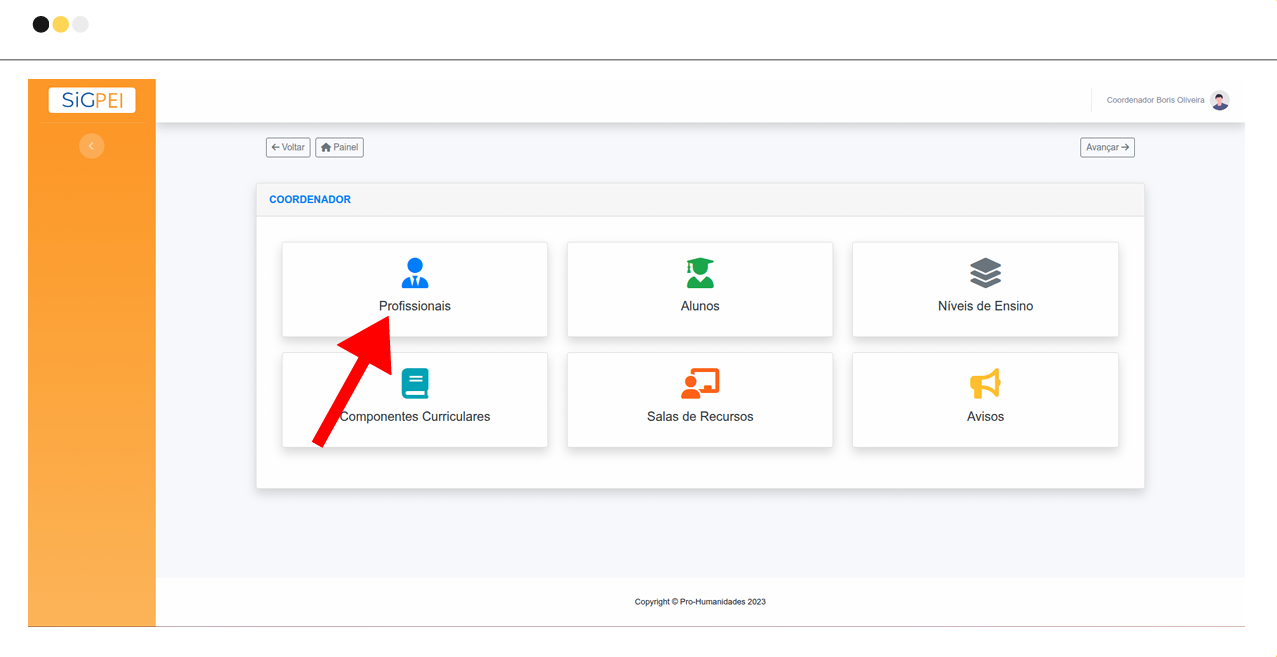 SiGPEI
Coordenador Boris Oliveira
Voltar
Painel
Avançar
COORDENADOR
Profissionais
Alunos
Níveis de Ensino
Componentes Curriculares
Salas de Recursos
Avisos
Copyright © Pro-Humanidades 2023